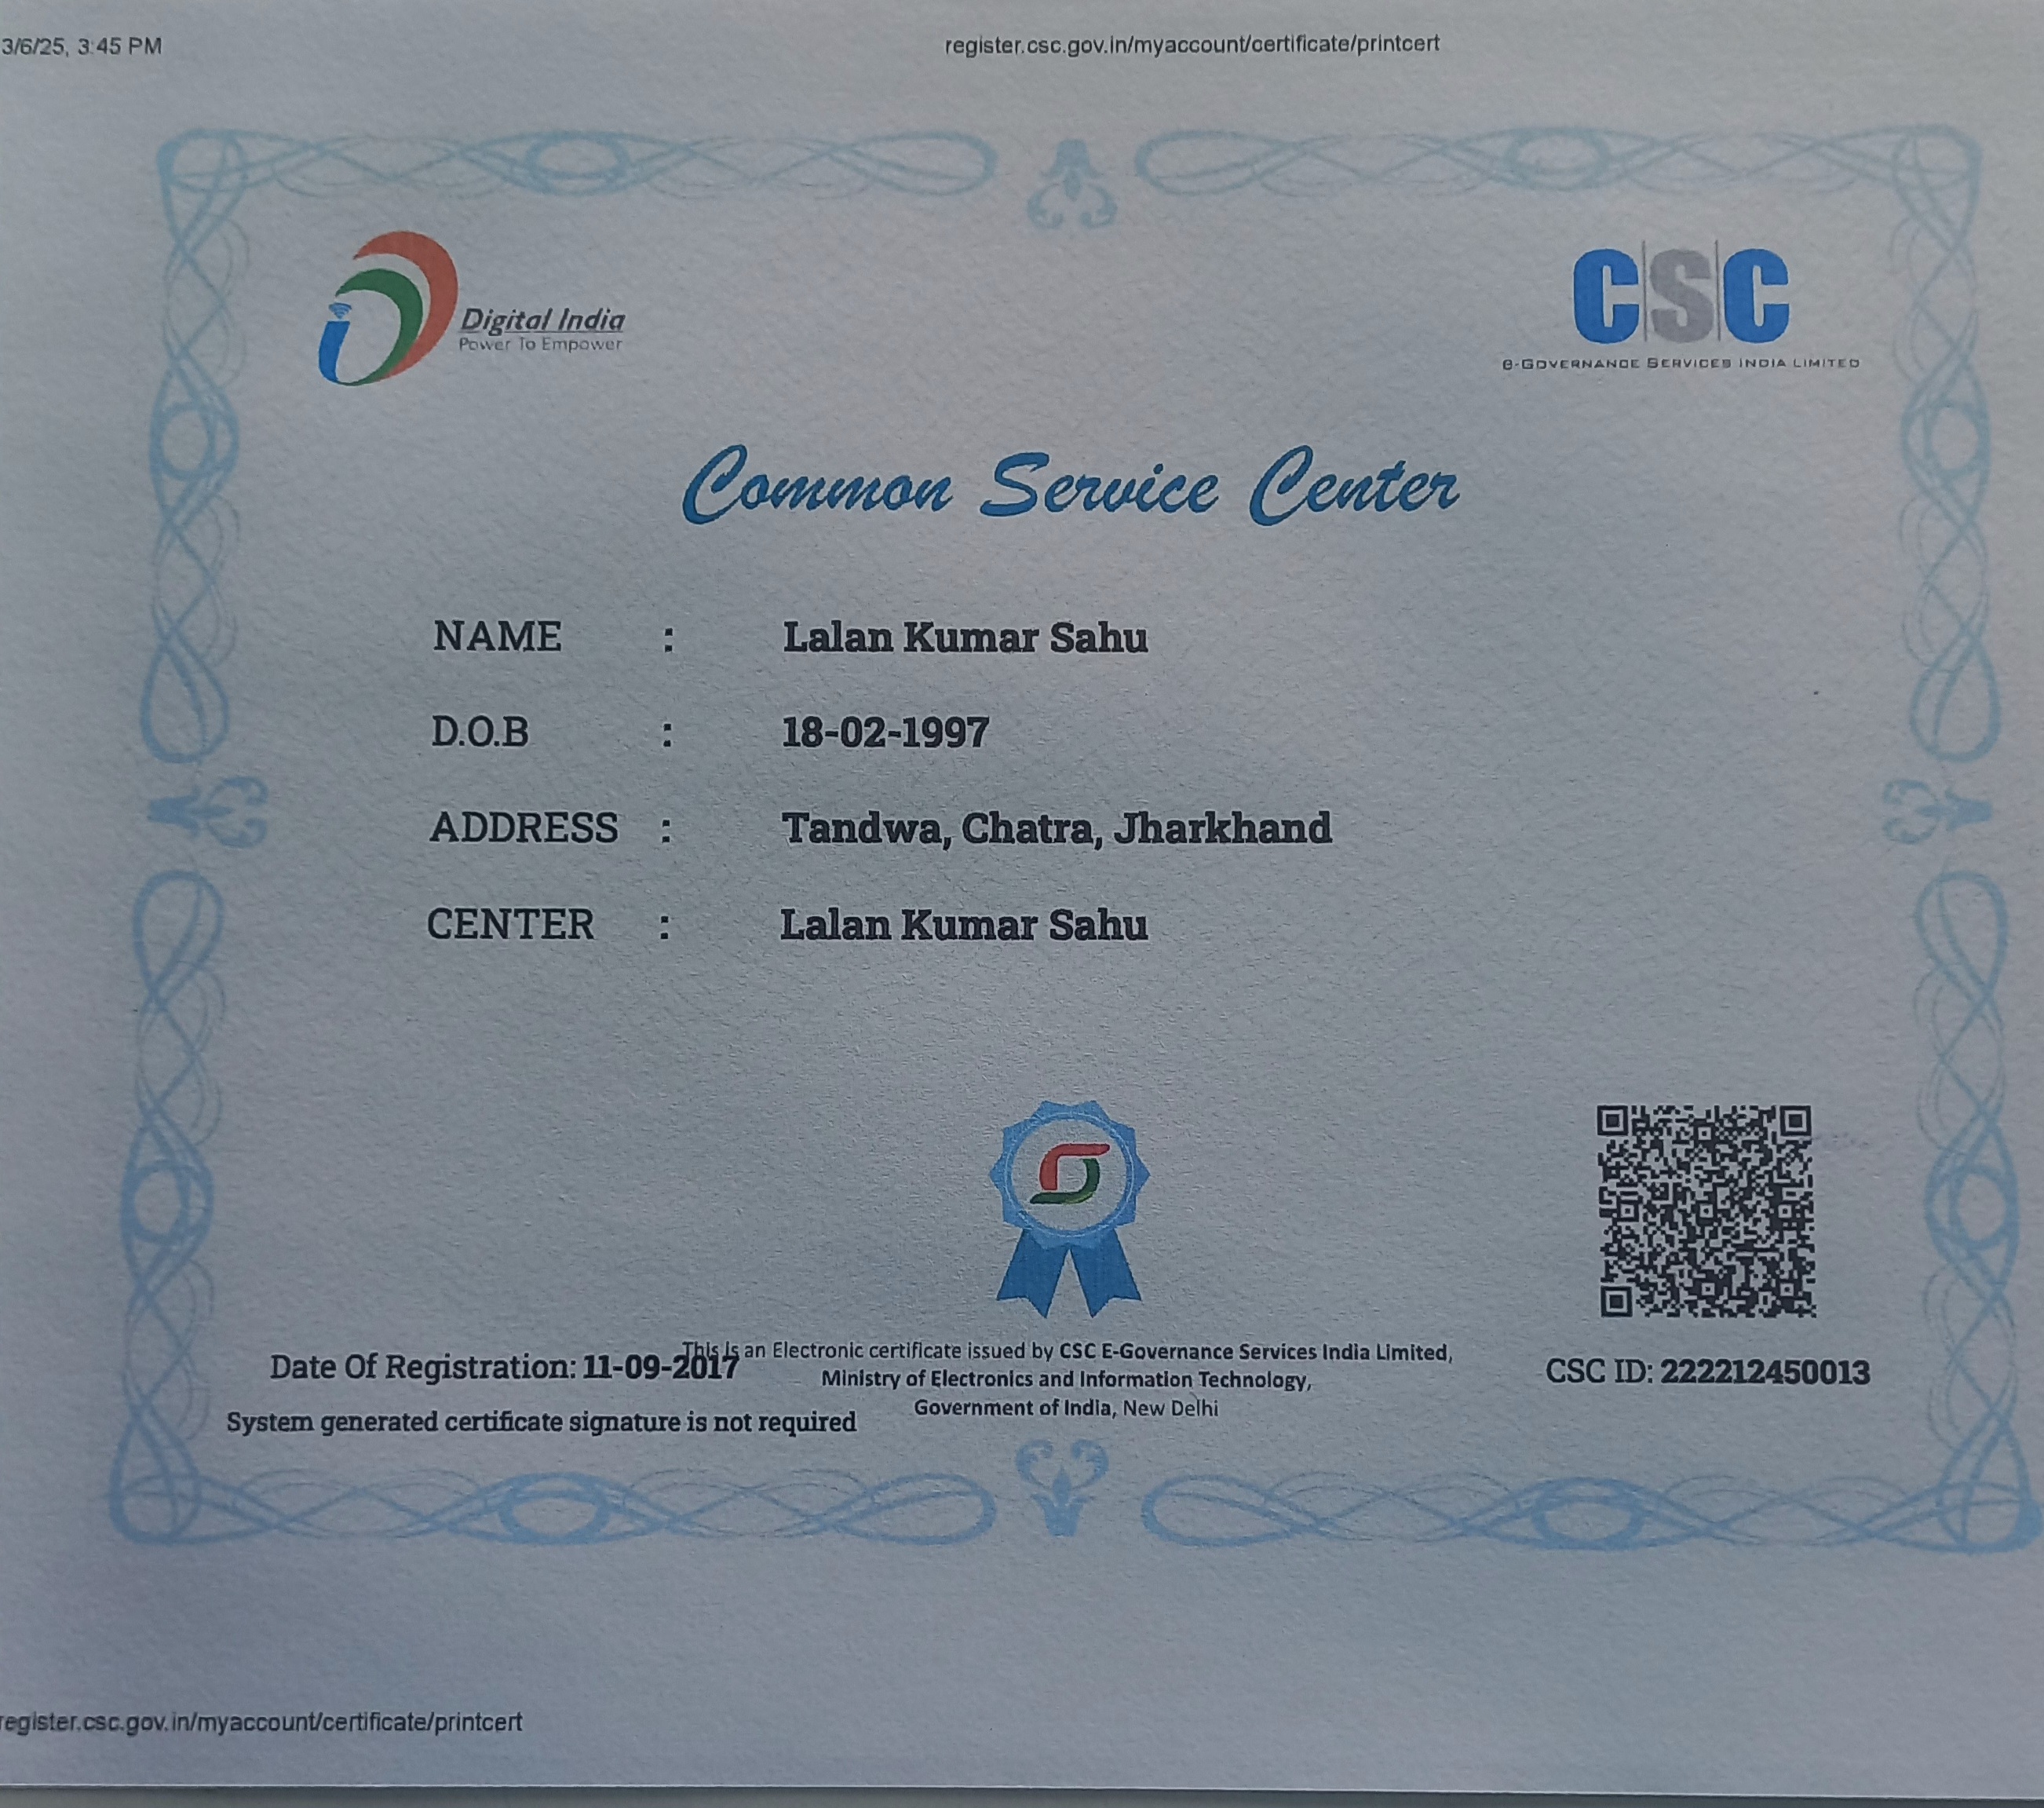 3/6/25, 3:45 PM
register.csc.gov.in/myaccount/certificate/printcert
Digital India
Power To Empower
CSC
e-Governance Services India Limited
Common Service Center
NAME : Lalan Kumar Sahu
D.O.B : 18-02-1997
ADDRESS : Tandwa, Chatra, Jharkhand
CENTER : Lalan Kumar Sahu
Date Of Registration: 11-09-2017
System generated certificate signature is not required
This is an Electronic certificate issued by CSC E-Governance Services India Limited,
Ministry of Electronics and Information Technology,
Government of India, New Delhi
CSC ID: 222212450013
register.csc.gov.in/myaccount/certificate/printcert